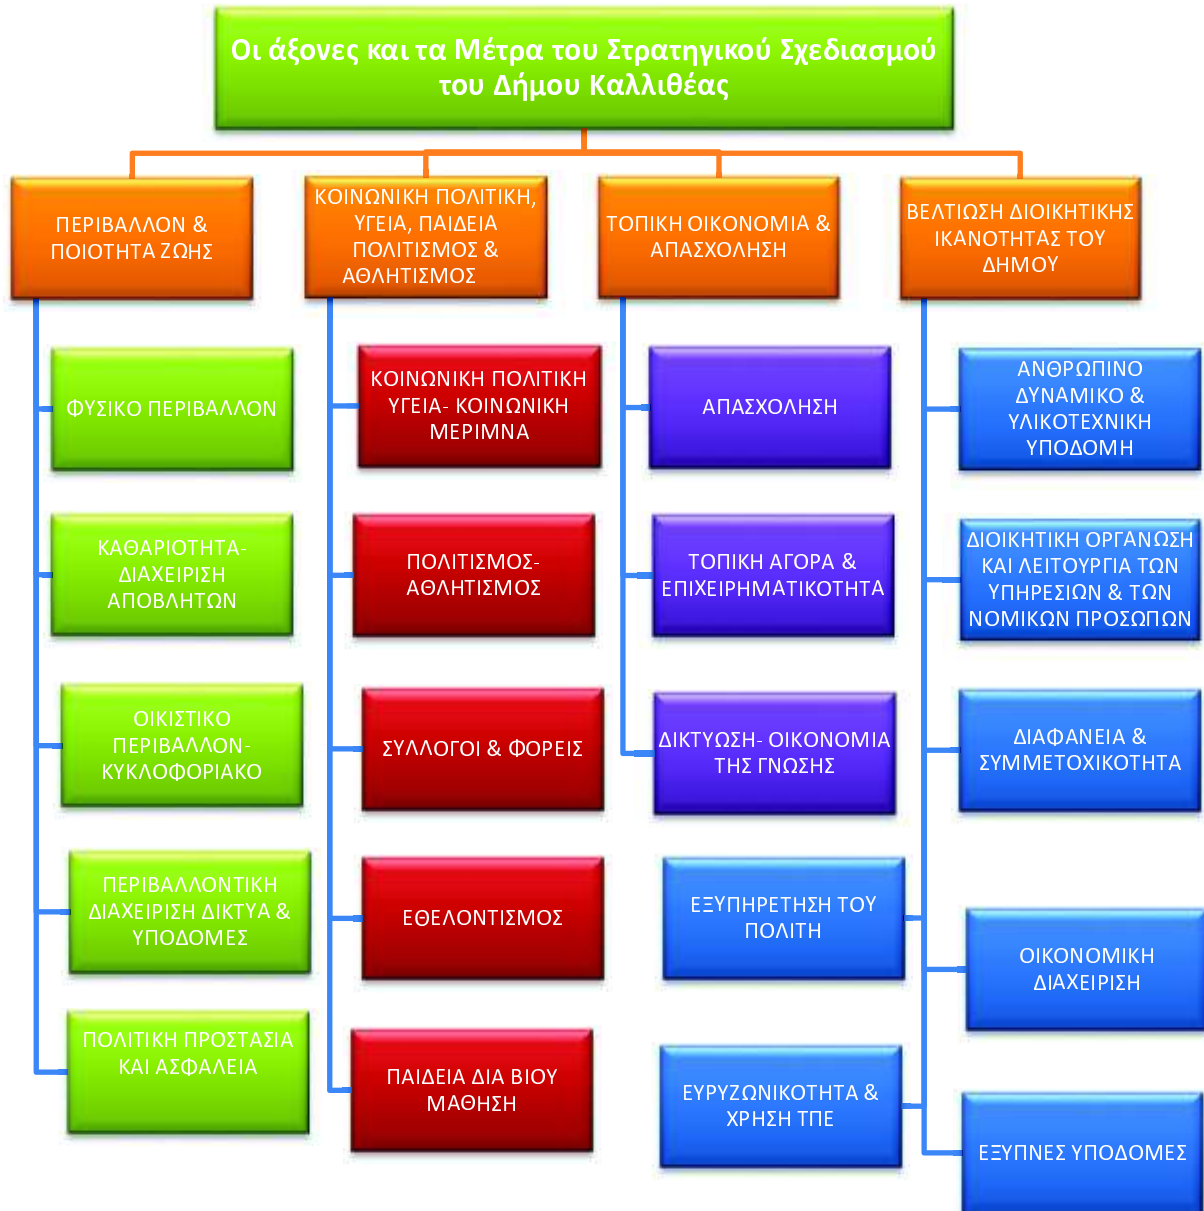 Οι άξονες και τα Μέτρα του Στρατηγικού Σχεδιασμού
του Δήμου Καλλιθέας
ΠΕΡΙΒΑΛΛΟΝ &
ΠΟΙΟΤΗΤΑ ΖΩΗΣ
ΦΥΣΙΚΟ ΠΕΡΙΒΑΛΛΟΝ
ΚΑΘΑΡΙΟΤΗΤΑ-
ΔΙΑΧΕΙΡΙΣΗ
ΑΠΟΒΛΗΤΩΝ
ΟΙΚΙΣΤΙΚΟ
ΠΕΡΙΒΑΛΛΟΝ-
ΚΥΚΛΟΦΟΡΙΑΚΟ
ΠΕΡΙΒΑΛΛΟΝΤΙΚΗ
ΔΙΑΧΕΙΡΙΣΗ ΔΙΚΤΥΑ &
ΥΠΟΔΟΜΕΣ
ΠΟΛΙΤΙΚΗ ΠΡΟΣΤΑΣΙΑ
ΚΑΙ ΑΣΦΑΛΕΙΑ
ΚΟΙΝΩΝΙΚΗ ΠΟΛΙΤΙΚΗ,
ΥΓΕΙΑ, ΠΑΙΔΕΙΑ
ΠΟΛΙΤΙΣΜΟΣ &
ΑΘΛΗΤΙΣΜΟΣ
ΚΟΙΝΩΝΙΚΗ ΠΟΛΙΤΙΚΗ
ΥΓΕΙΑ- ΚΟΙΝΩΝΙΚΗ
ΜΕΡΙΜΝΑ
ΠΟΛΙΤΙΣΜΟΣ-
ΑΘΛΗΤΙΣΜΟΣ
ΣΥΛΛΟΓΟΙ & ΦΟΡΕΙΣ
ΕΘΕΛΟΝΤΙΣΜΟΣ
ΠΑΙΔΕΙΑ ΔΙΑ ΒΙΟΥ
ΜΑΘΗΣΗ
ΤΟΠΙΚΗ ΟΙΚΟΝΟΜΙΑ &
ΑΠΑΣΧΟΛΗΣΗ
ΑΠΑΣΧΟΛΗΣΗ
ΤΟΠΙΚΗ ΑΓΟΡΑ &
ΕΠΙΧΕΙΡΗΜΑΤΙΚΟΤΗΤΑ
ΔΙΚΤΥΩΣΗ- ΟΙΚΟΝΟΜΙΑ
ΤΗΣ ΓΝΩΣΗΣ
ΒΕΛΤΙΩΣΗ ΔΙΟΙΚΗΤΙΚΗΣ
ΙΚΑΝΟΤΗΤΑΣ ΤΟΥ
ΔΗΜΟΥ
ΑΝΘΡΩΠΙΝΟ
ΔΥΝΑΜΙΚΟ &
ΥΛΙΚΟΤΕΧΝΙΚΗ
ΥΠΟΔΟΜΗ
ΔΙΟΙΚΗΤΙΚΗ ΟΡΓΑΝΩΣΗ
ΚΑΙ ΛΕΙΤΟΥΡΓΙΑ ΤΩΝ
ΥΠΗΡΕΣΙΩΝ & ΤΩΝ
ΝΟΜΙΚΩΝ ΠΡΟΣΩΠΩΝ
ΔΙΑΦΑΝΕΙΑ &
ΣΥΜΜΕΤΟΧΙΚΟΤΗΤΑ
ΕΞΥΠΗΡΕΤΗΣΗ ΤΟΥ
ΠΟΛΙΤΗ
ΟΙΚΟΝΟΜΙΚΗ
ΔΙΑΧΕΙΡΙΣΗ
ΕΥΡΥΖΩΝΙΚΟΤΗΤΑ &
ΧΡΗΣΗ ΤΠΕ
ΕΞΥΠΝΕΣ ΥΠΟΔΟΜΕΣ